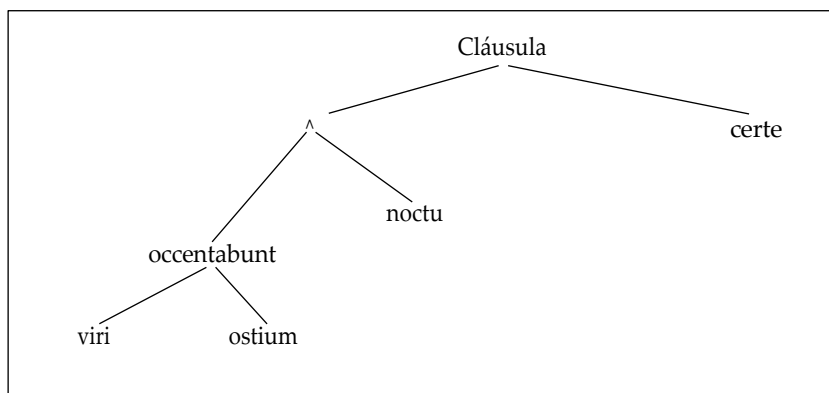 Cláusula
^
certe
noctu
occentabunt
viri ostium